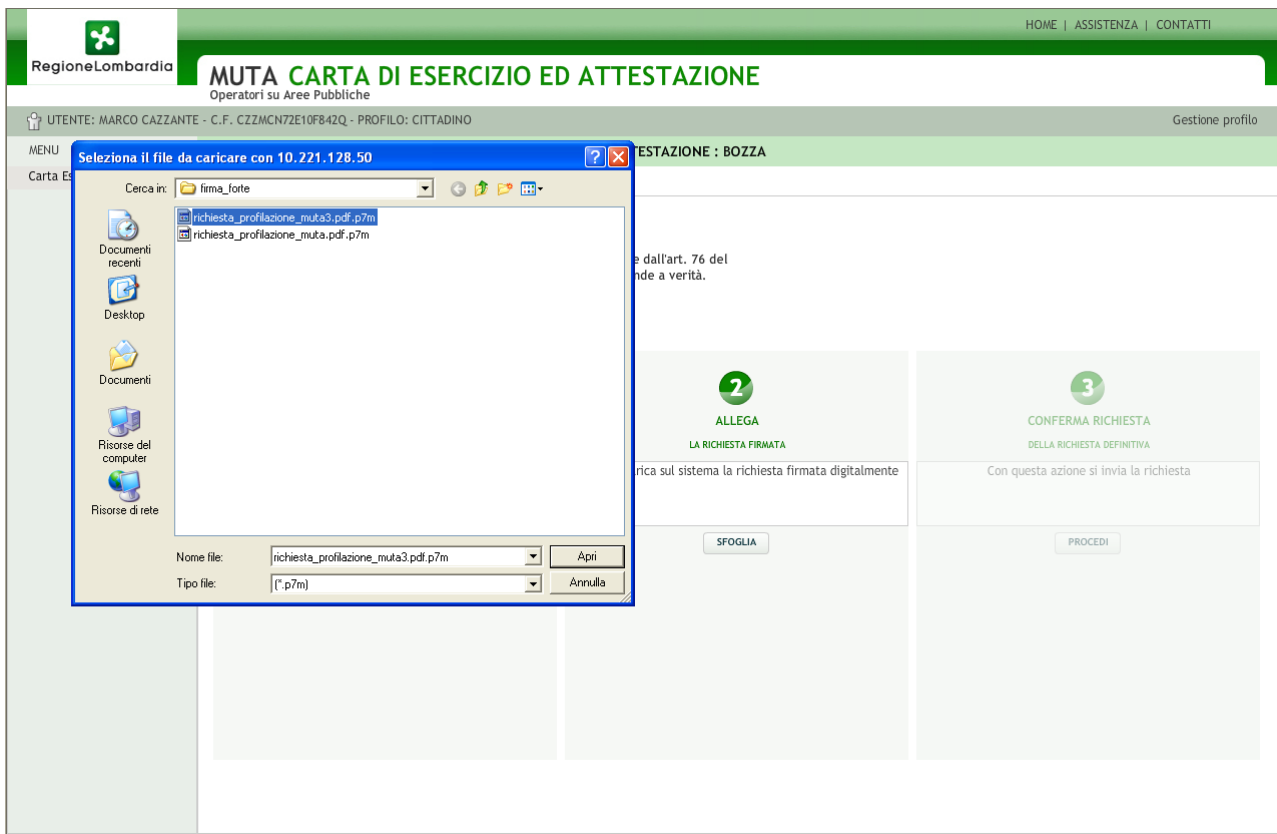 HOME | ASSISTENZA | CONTATTI
RegioneLombardia
MUTA CARTA DI ESERCIZIO ED ATTESTAZIONE
Operatori su Aree Pubbliche
UTENTE: MARCO CAZZANTE - C.F. CZZMCN72E10F842Q - PROFILO: CITTADINO
Gestione profilo
MENU
TESTAZIONE : BOZZA
Carta Es
Seleziona il file da caricare con 10.221.128.50
Cerca in:
firma_forte
richiesta_profilazione_muta3.pdf.p7m
richiesta_profilazione_muta.pdf.p7m
Documenti
recenti
Desktop
Documenti
Risorse del
computer
Risorse di rete
Nome file:
richiesta_profilazione_muta3.pdf.p7m
Apri
Tipo file:
(*.p7m)
Annulla
e dall'art. 76 del
nde a verità.
2
ALLEGA
LA RICHIESTA FIRMATA
rica sul sistema la richiesta firmata digitalmente
SFOGLIA
3
CONFERMA RICHIESTA
DELLA RICHIESTA DEFINITIVA
Con questa azione si invia la richiesta
PROCEDI